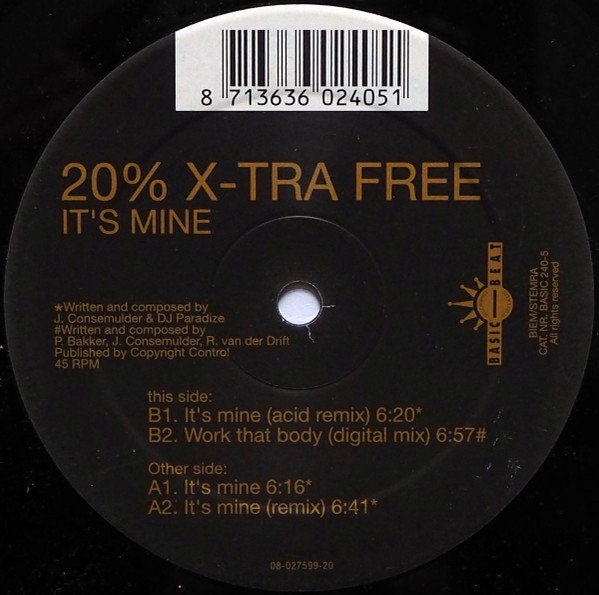 8 713636 024051
20% X-TRA FREE
IT'S MINE
BASIC BEAT
BIEM/STEMRA
CAT. NR. BASIC 240-5
All rights reserved
*Written and composed by
J. Consemulder & DJ Paradize
#Written and composed by
P. Bakker, J. Consemulder, R. van der Drift
Published by Copyright Control
45 RPM
this side:
B1. It's mine (acid remix) 6:20*
B2. Work that body (digital mix) 6:57#
Other side:
A1. It's mine 6:16*
A2. It's mine (remix) 6:41*
08-027599-20